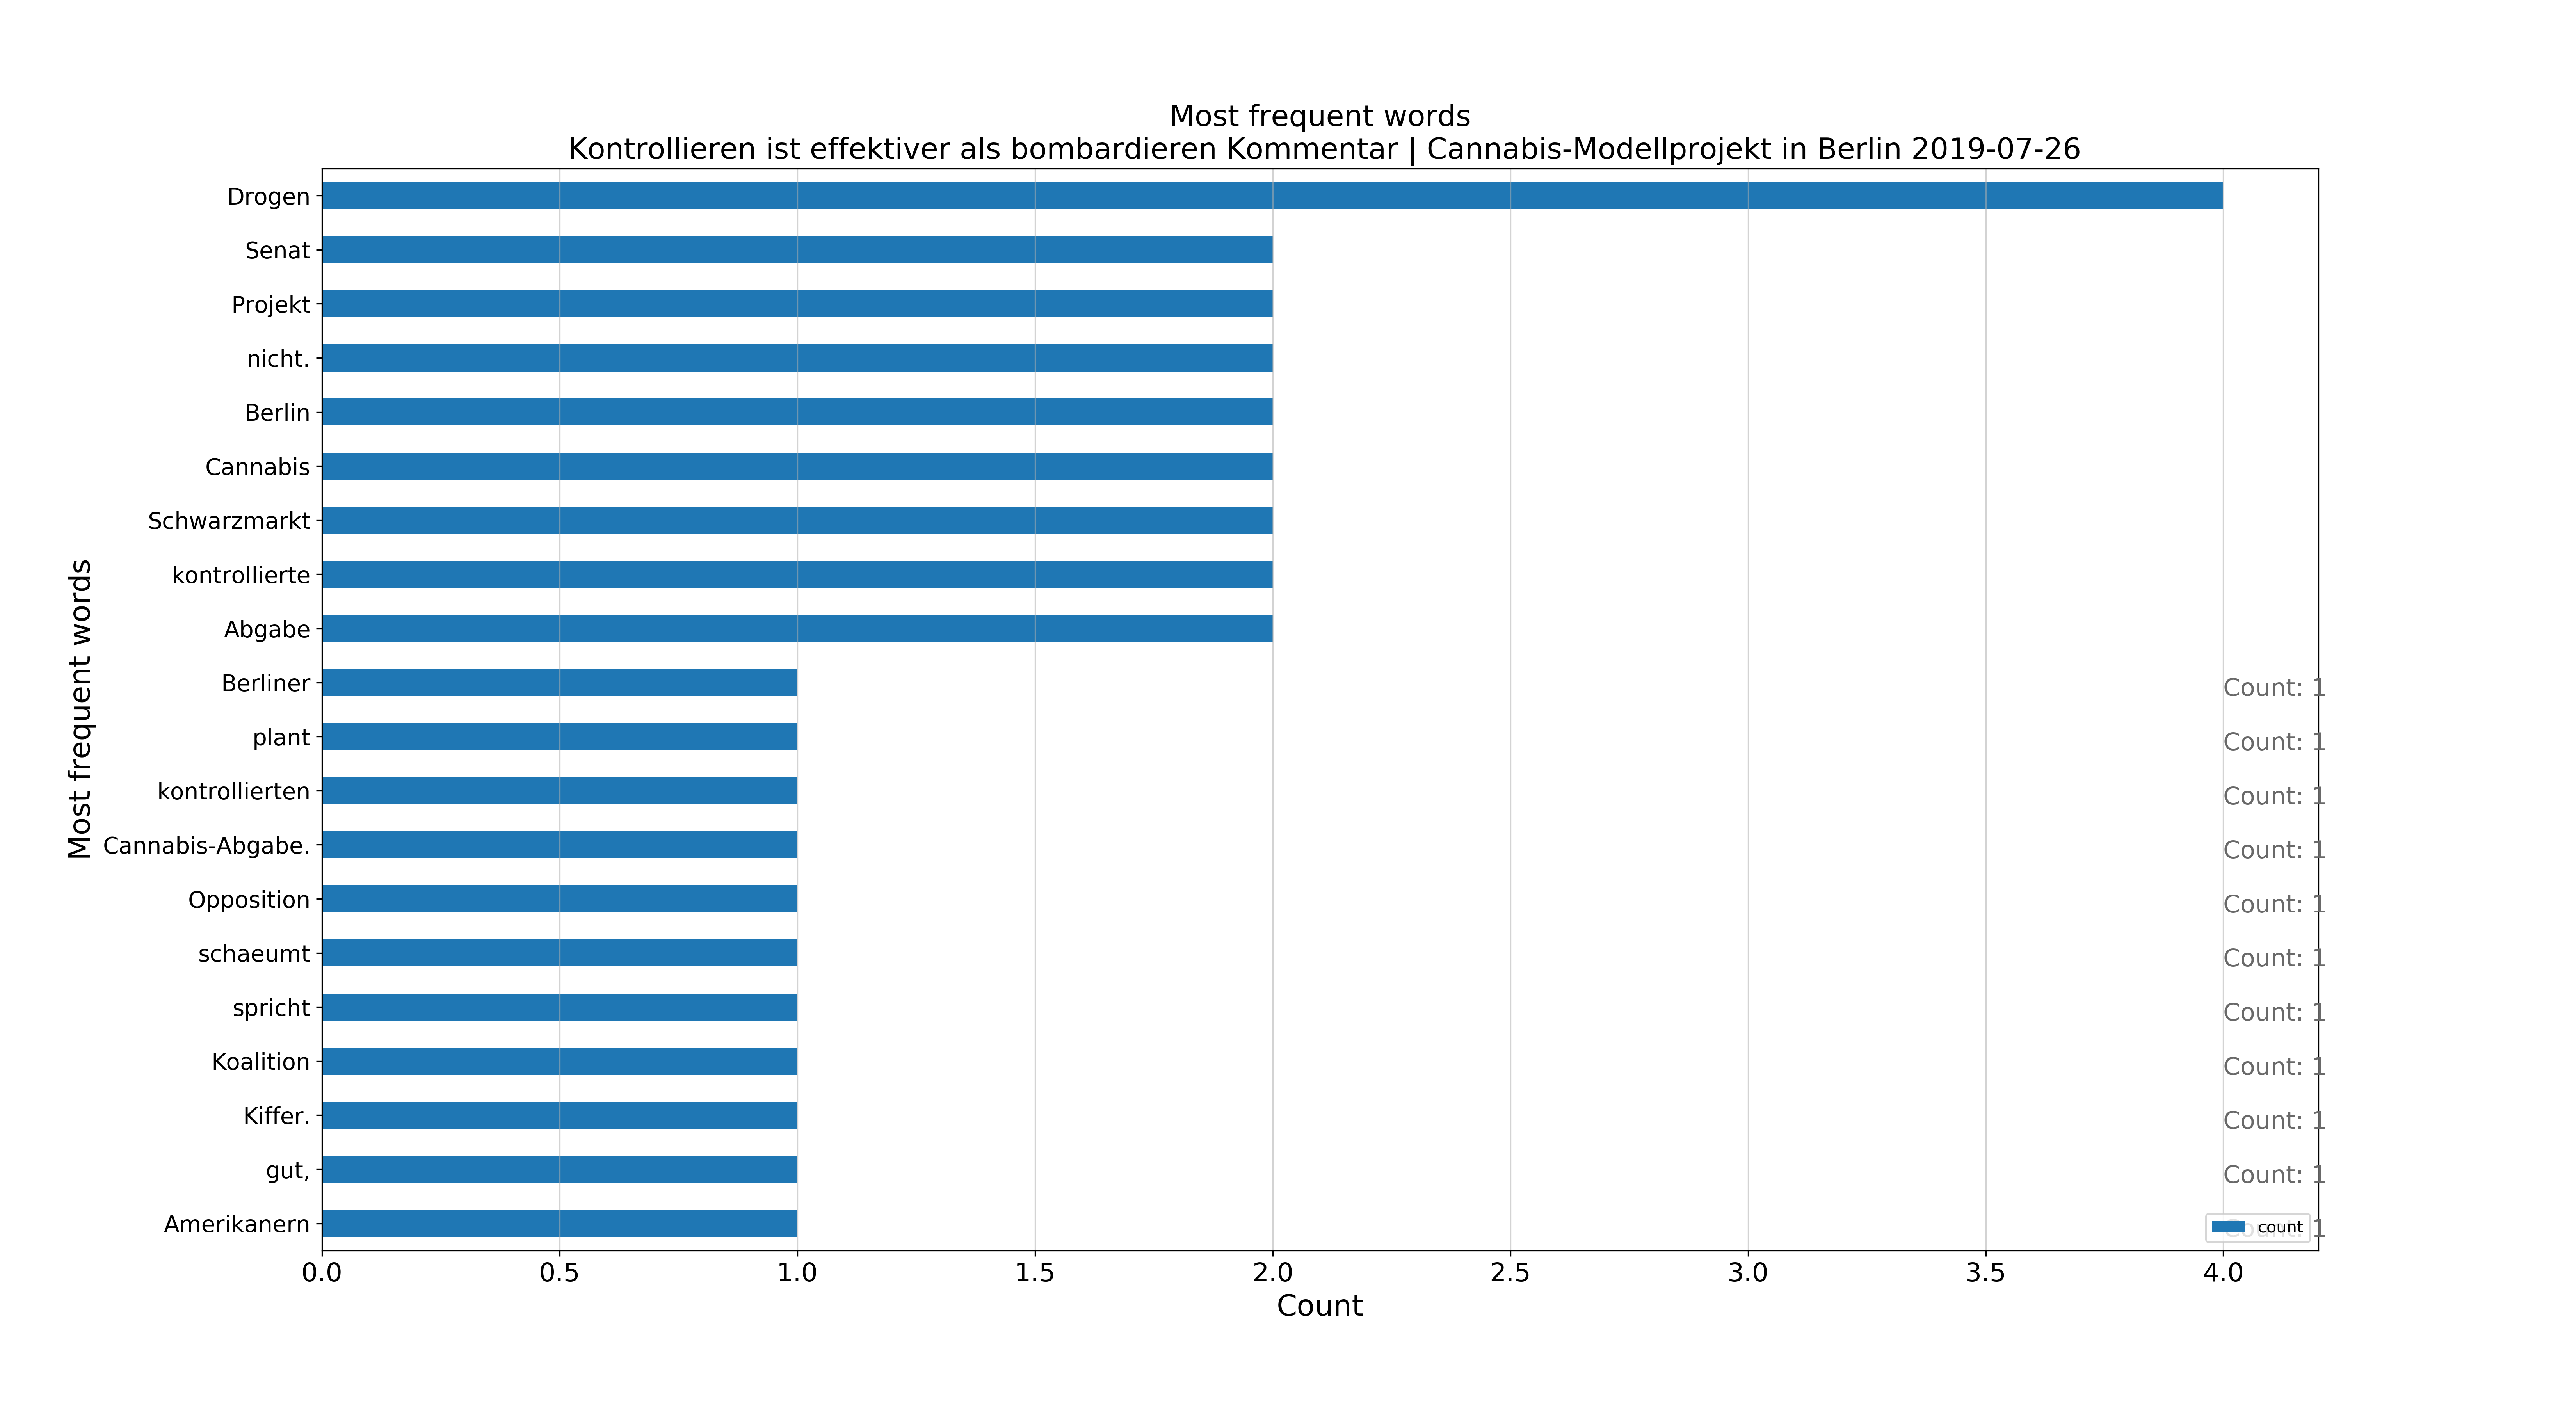 Most frequent words
Kontrollieren ist effektiver als bombardieren Kommentar | Cannabis-Modellprojekt in Berlin 2019-07-26
Most frequent words
Drogen
Senat
Projekt
nicht.
Berlin
Cannabis
Schwarzmarkt
kontrollierte
Abgabe
Berliner Count: 1
plant Count: 1
kontrollierten Count: 1
Cannabis-Abgabe. Count: 1
Opposition Count: 1
schaeumt Count: 1
spricht Count: 1
Koalition Count: 1
Kiffer. Count: 1
gut, Count: 1
Amerikanern Count: 1
count
0.0 0.5 1.0 1.5 2.0 2.5 3.0 3.5 4.0
Count